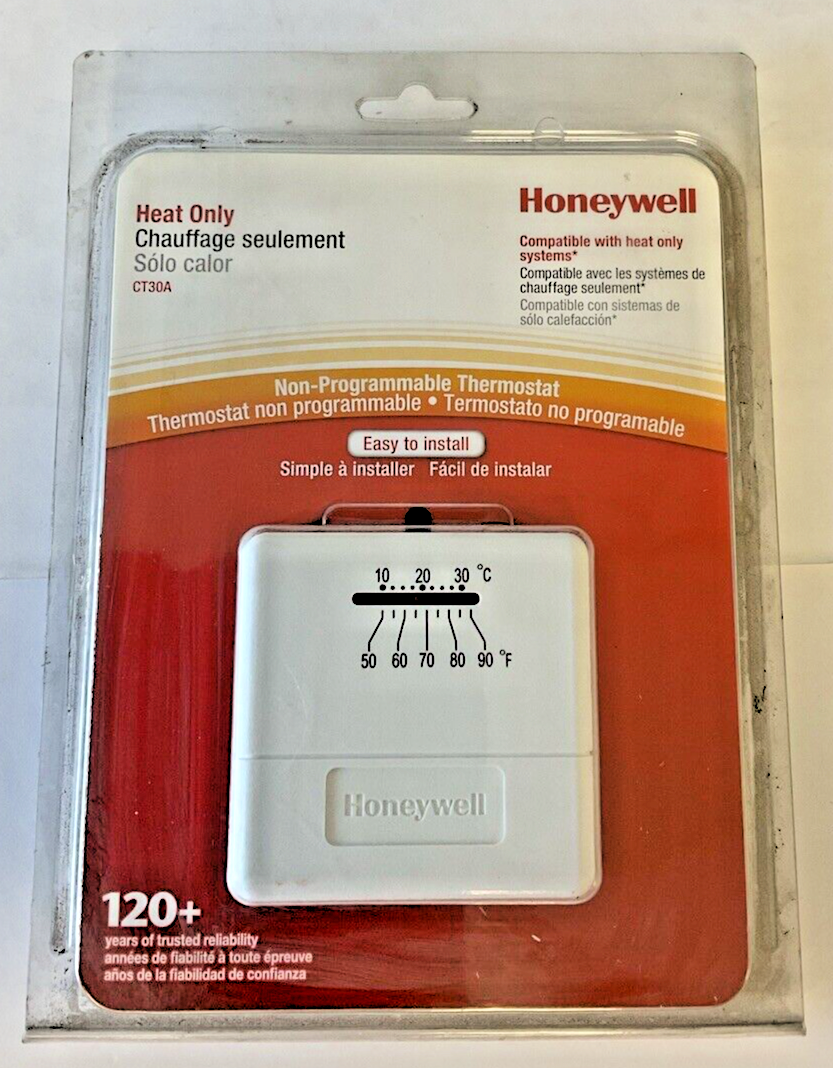 Heat Only
Chauffage seulement
Sólo calor
CT30A
Honeywell
Compatible with heat only
systems*
Compatible avec les systèmes de
chauffage seulement*
Compatible con sistemas de
sólo calefacción*
Non-Programmable Thermostat
Thermostat non programmable • Termostato no programable
Easy to install
Simple à installer Fácil de instalar
10 20 30 °C
50 60 70 80 90 °F
Honeywell
120+
years of trusted reliability
années de fiabilité à toute épreuve
años de la fiabilidad de confianza